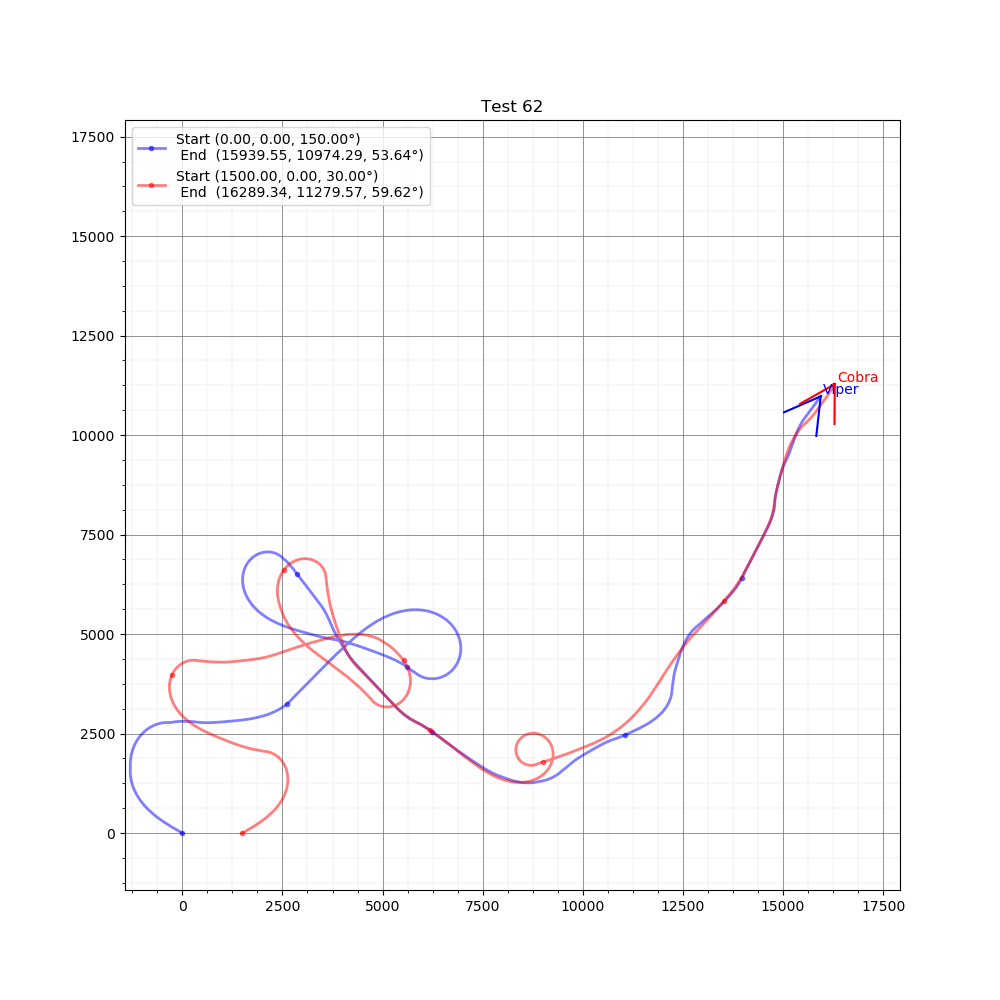 Test 62
Start (0.00, 0.00, 150.00°)
End (15939.55, 10974.29, 53.64°)
Start (1500.00, 0.00, 30.00°)
End (16289.34, 11279.57, 59.62°)
17500
15000
12500
10000
7500
5000
2500
0
Cobra
Viper
0 2500 5000 7500 10000 12500 15000 17500